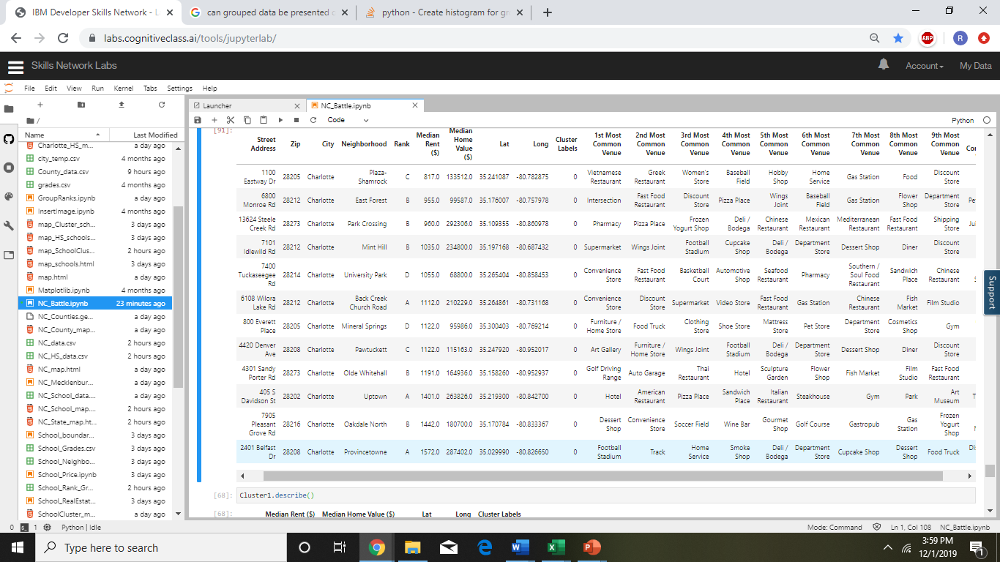 IBM Developer Skills Network - L
can grouped data be presented
python - Create histogram for gr
labs.cognitiveclass.ai/tools/jupyterlab/
ABP
R
Skills Network Labs
Account
My Data
File Edit View Run Kernel Tabs Settings Help
/
Name Last Modified
Charlotte_HS_m... a day ago
city_temp.csv 4 months ago
County_data.csv 9 hours ago
grades.csv 4 months ago
GroupRanks.ipynb a day ago
InsertImage.ipynb 4 months ago
map_Cluster_sch... 3 days ago
map_HS_schools... 3 days ago
map_SchoolClus... 2 hours ago
map_schools.html 3 days ago
map.html a day ago
Matplotlib.ipynb 4 months ago
NC_Battle.ipynb 23 minutes ago
NC_Counties.ge... a day ago
NC_County_map... a day ago
NC_data.csv 2 hours ago
NC_HS_data.csv 2 hours ago
NC_map.html a day ago
NC_Mecklenbur... a day ago
NC_School_data.... a day ago
NC_School_map.... 2 hours ago
NC_State_map.ht... 2 hours ago
School_boundar... 3 days ago
School_Grades.csv 3 days ago
School_Neighbo... 3 days ago
School_Price.ipynb 3 days ago
School_Rank_Gr... 2 hours ago
School_RealEstat... 3 days ago
SchoolCluster_m... a day ago
Launcher
NC_Battle.ipynb
Code
Python
[91]:
Street Address Zip City Neighborhood Rank Median Rent ($) Median Home Value ($) Lat Long Cluster Labels 1st Most Common Venue 2nd Most Common Venue 3rd Most Common Venue 4th Most Common Venue 5th Most Common Venue 6th Most Common Venue 7th Most Common Venue 8th Most Common Venue 9th Most Common Venue
1100 Eastway Dr 28205 Charlotte Plaza-Shamrock C 817.0 133512.0 35.241087 -80.782875 0 Vietnamese Restaurant Greek Restaurant Women's Store Baseball Field Hobby Shop Home Service Gas Station Food Discount Store
6800 Monroe Rd 28212 Charlotte East Forest B 955.0 99587.0 35.176007 -80.757978 0 Intersection Fast Food Restaurant Discount Store Pizza Place Wings Joint Baseball Field Gas Station Flower Shop Department Store
13624 Steele Creek Rd 28273 Charlotte Park Crossing B 960.0 292306.0 35.109355 -80.860978 0 Pharmacy Pizza Place Frozen Yogurt Shop Deli / Bodega Chinese Restaurant Mexican Restaurant Mediterranean Restaurant Fast Food Restaurant Shipping Store
7101 Idlewild Rd 28212 Charlotte Mint Hill B 1035.0 234800.0 35.197168 -80.687432 0 Supermarket Wings Joint Football Stadium Cupcake Shop Deli / Bodega Department Store Dessert Shop Diner Discount Store
7400 Tuckaseegee Rd 28214 Charlotte University Park D 1055.0 68800.0 35.265404 -80.858453 0 Convenience Store Fast Food Restaurant Basketball Court Automotive Shop Seafood Restaurant Pharmacy Southern / Soul Food Restaurant Sandwich Place Chinese Restaurant
6108 Wilora Lake Rd 28212 Charlotte Back Creek Church Road A 1112.0 210229.0 35.264861 -80.731168 0 Convenience Store Discount Store Supermarket Video Store Fast Food Restaurant Gas Station Chinese Restaurant Fish Market Film Studio
800 Everett Place 28205 Charlotte Mineral Springs D 1122.0 95986.0 35.300403 -80.769214 0 Furniture / Home Store Food Truck Clothing Store Shoe Store Mattress Store Pet Store Department Store Cosmetics Shop Gym
4420 Denver Ave 28208 Charlotte Pawtuckett C 1122.0 115163.0 35.247920 -80.952017 0 Art Gallery Furniture / Home Store Wings Joint Football Stadium Deli / Bodega Department Store Dessert Shop Diner Discount Store
4301 Sandy Porter Rd 28273 Charlotte Olde Whitehall B 1191.0 164936.0 35.158260 -80.952937 0 Golf Driving Range Auto Garage Thai Restaurant Hotel Sculpture Garden Flower Shop Fish Market Film Studio Fast Food Restaurant
405 S Davidson St 28202 Charlotte Uptown A 1401.0 263826.0 35.219300 -80.842700 0 Hotel American Restaurant Pizza Place Sandwich Place Italian Restaurant Steakhouse Gym Park Art Museum
7905 Pleasant Grove Rd 28216 Charlotte Oakdale North B 1442.0 180700.0 35.170784 -80.833367 0 Dessert Shop Convenience Store Soccer Field Wine Bar Gourmet Shop Golf Course Gastropub Gas Station Frozen Yogurt Shop
2401 Belfast Dr 28208 Charlotte Provincetowne A 1572.0 287402.0 35.029990 -80.826650 0 Football Stadium Track Home Service Smoke Shop Deli / Bodega Department Store Cupcake Shop Dessert Shop Food Truck
[68]: Cluster1.describe()
[68]: Median Rent ($) Median Home Value ($) Lat Long Cluster Labels
Support
0 1 Python | Idle
Mode: Command Ln 1, Col 108 NC_Battle.ipynb
Type here to search
3:59 PM
12/1/2019
1